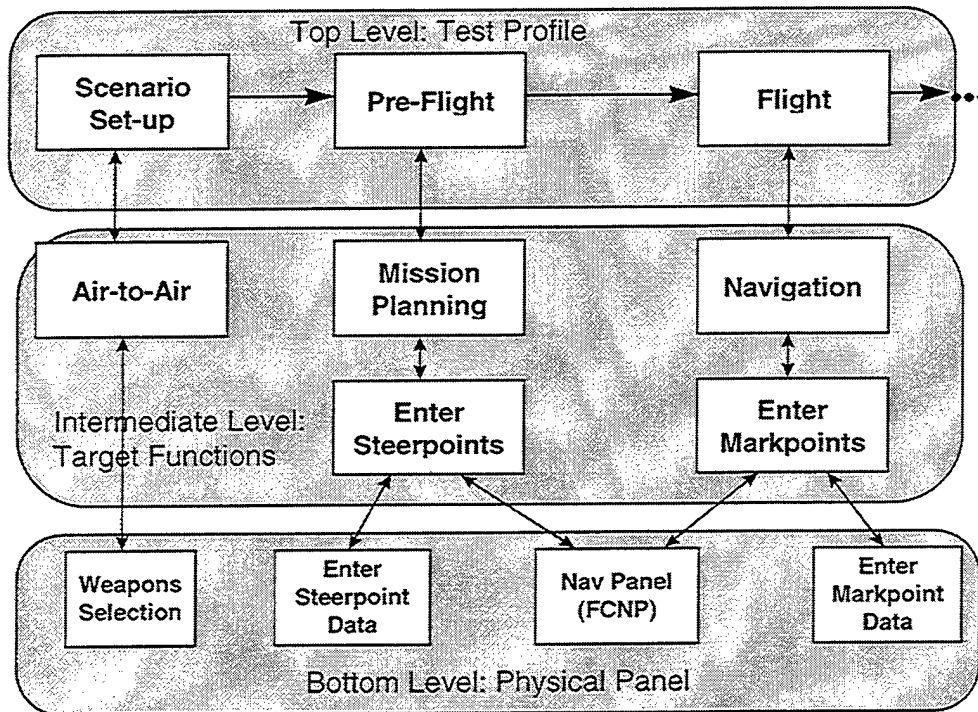 Top Level: Test Profile
Scenario
Set-up
Pre-Flight
Flight
Air-to-Air
Mission
Planning
Navigation
Intermediate Level:
Target Functions
Enter
Steerpoints
Enter
Markpoints
Weapons
Selection
Enter
Steerpoint
Data
Nav Panel
(FCNP)
Enter
Markpoint
Data
Bottom Level: Physical Panel